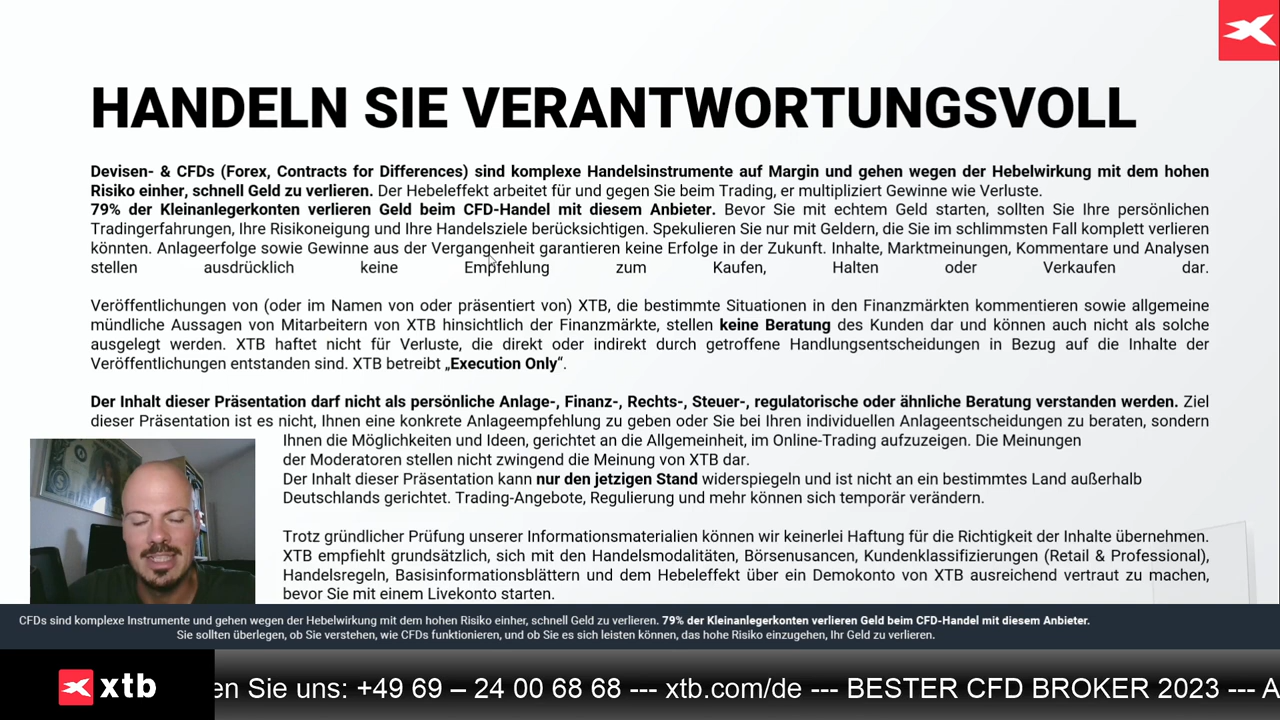 HANDELN SIE VERANTWORTUNGSVOLL
Devisen- & CFDs (Forex, Contracts for Differences) sind komplexe Handelsinstrumente auf Margin und gehen wegen der Hebelwirkung mit dem hohen
Risiko einher, schnell Geld zu verlieren. Der Hebeleffekt arbeitet für und gegen Sie beim Trading, er multipliziert Gewinne wie Verluste.
79% der Kleinanlegerkonten verlieren Geld beim CFD-Handel mit diesem Anbieter. Bevor Sie mit echtem Geld starten, sollten Sie Ihre persönlichen
Tradingerfahrungen, Ihre Risikoneigung und Ihre Handelsziele berücksichtigen. Spekulieren Sie nur mit Geldern, die Sie im schlimmsten Fall komplett verlieren
könnten. Anlageerfolge sowie Gewinne aus der Vergangenheit garantieren keine Erfolge in der Zukunft. Inhalte, Marktmeinungen, Kommentare und Analysen
stellen ausdrücklich keine Empfehlung zum Kaufen, Halten oder Verkaufen dar.
Veröffentlichungen von (oder im Namen von oder präsentiert von) XTB, die bestimmte Situationen in den Finanzmärkten kommentieren sowie allgemeine
mündliche Aussagen von Mitarbeitern von XTB hinsichtlich der Finanzmärkte, stellen keine Beratung des Kunden dar und können auch nicht als solche
ausgelegt werden. XTB haftet nicht für Verluste, die direkt oder indirekt durch getroffene Handlungsentscheidungen in Bezug auf die Inhalte der
Veröffentlichungen entstanden sind. XTB betreibt „Execution Only“.
Der Inhalt dieser Präsentation darf nicht als persönliche Anlage-, Finanz-, Rechts-, Steuer-, regulatorische oder ähnliche Beratung verstanden werden. Ziel
dieser Präsentation ist es nicht, Ihnen eine konkrete Anlageempfehlung zu geben oder Sie bei Ihren individuellen Anlageentscheidungen zu beraten, sondern
Ihnen die Möglichkeiten und Ideen, gerichtet an die Allgemeinheit, im Online-Trading aufzuzeigen. Die Meinungen
der Moderatoren stellen nicht zwingend die Meinung von XTB dar.
Der Inhalt dieser Präsentation kann nur den jetzigen Stand widerspiegeln und ist nicht an ein bestimmtes Land außerhalb
Deutschlands gerichtet. Trading-Angebote, Regulierung und mehr können sich temporär verändern.
Trotz gründlicher Prüfung unserer Informationsmaterialien können wir keinerlei Haftung für die Richtigkeit der Inhalte übernehmen.
XTB empfiehlt grundsätzlich, sich mit den Handelsmodalitäten, Börsenusancen, Kundenklassifizierungen (Retail & Professional),
Handelsregeln, Basisinformationsblättern und dem Hebeleffekt über ein Demokonto von XTB ausreichend vertraut zu machen,
bevor Sie mit einem Livekonto starten.
CFDs sind komplexe Instrumente und gehen wegen der Hebelwirkung mit dem hohen Risiko einher, schnell Geld zu verlieren. 79% der Kleinanlegerkonten verlieren Geld beim CFD-Handel mit diesem Anbieter.
Sie sollten überlegen, ob Sie verstehen, wie CFDs funktionieren, und ob Sie es sich leisten können, das hohe Risiko einzugehen, Ihr Geld zu verlieren.
xtb en Sie uns: +49 69 – 24 00 68 68 --- xtb.com/de --- BESTER CFD BROKER 2023 --- A